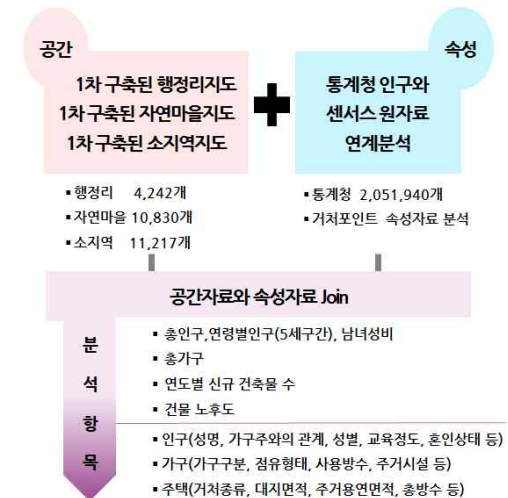 공간
속성
1차 구축된 행정리지도
1차 구축된 자연마을지도
1차 구축된 소지역지도
통계청 인구와
센서스 원자료
연계분석
▪ 행정리 4,242개
▪ 자연마을 10,830개
▪ 소지역 11,217개
▪ 통계청 2,051,940개
▪ 거처포인트 속성자료 분석
공간자료와 속성자료 Join
분
석
항
목
▪ 총인구,연령별인구(5세구간), 남녀성비
▪ 총가구
▪ 연도별 신규 건축물 수
▪ 건물 노후도
▪ 인구(성명, 가구주와의 관계, 성별, 교육정도, 혼인상태 등)
▪ 가구(가구구분, 점유형태, 사용방수, 주거시설 등)
▪ 주택(거처종류, 대지면적, 주거용연면적, 총방수 등)